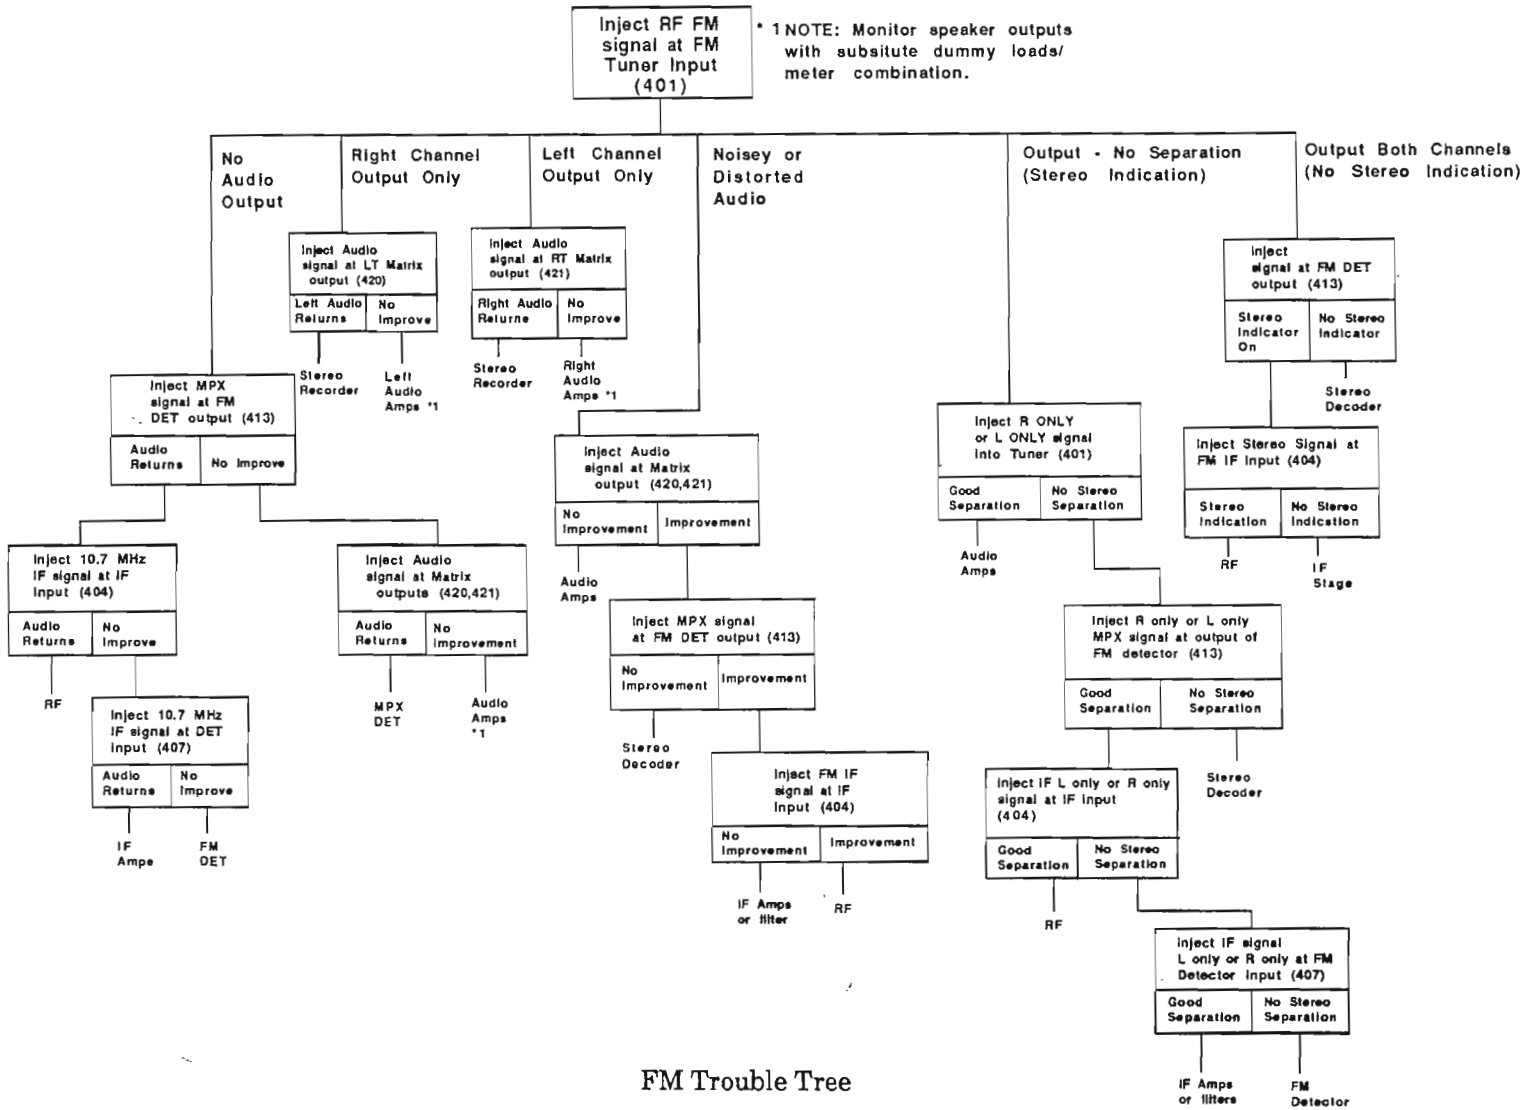 Inject RF FM
signal at FM
Tuner Input
(401)
* 1 NOTE: Monitor speaker outputs
with subsitute dummy loads/
meter combination.
No
Audio
Output
Right Channel
Output Only
Left Channel
Output Only
Noisey or
Distorted
Audio
Output - No Separation
(Stereo Indication)
Output Both Channels
(No Stereo Indication)
Inject Audio
signal at LT Matrix
output (420)
Left Audio
Returns
No
Improve
Stereo
Recorder
Left
Audio
Amps *1
Inject Audio
signal at RT Matrix
output (421)
Right Audio
Returns
No
Improve
Stereo
Recorder
Right
Audio
Amps *1
Inject
signal at FM DET
output (413)
Stereo
Indicator
On
No Stereo
Indicator
Stereo
Decoder
Inject MPX
signal at FM
DET output (413)
Audio
Returns
No Improve
Inject R ONLY
or L ONLY signal
into Tuner (401)
Good
Separation
No Stereo
Separation
Audio
Amps
Inject Stereo Signal at
FM IF Input (404)
Stereo
Indication
No Stereo
Indication
RF
IF
Stage
Inject Audio
signal at Matrix
output (420,421)
No
Improvement
Improvement
Audio
Amps
Inject 10.7 MHz
IF signal at IF
Input (404)
Audio
Returns
No
Improve
RF
Inject Audio
signal at Matrix
outputs (420,421)
Audio
Returns
No
Improvement
MPX
DET
Audio
Amps
*1
Inject MPX signal
at FM DET output (413)
No
Improvement
Improvement
Stereo
Decoder
Inject R only or L only
MPX signal at output of
FM detector (413)
Good
Separation
No Stereo
Separation
Stereo
Decoder
Inject 10.7 MHz
IF signal at DET
Input (407)
Audio
Returns
No
Improve
IF
Amps
FM
DET
Inject FM IF
signal at IF
Input (404)
No
Improvement
Improvement
IF Amps
or filter
RF
Inject IF L only or R only
signal at IF Input
(404)
Good
Separation
No Stereo
Separation
RF
Inject IF signal
L only or R only at FM
Detector Input (407)
Good
Separation
No Stereo
Separation
IF Amps
or filters
FM
Detector
FM Trouble Tree